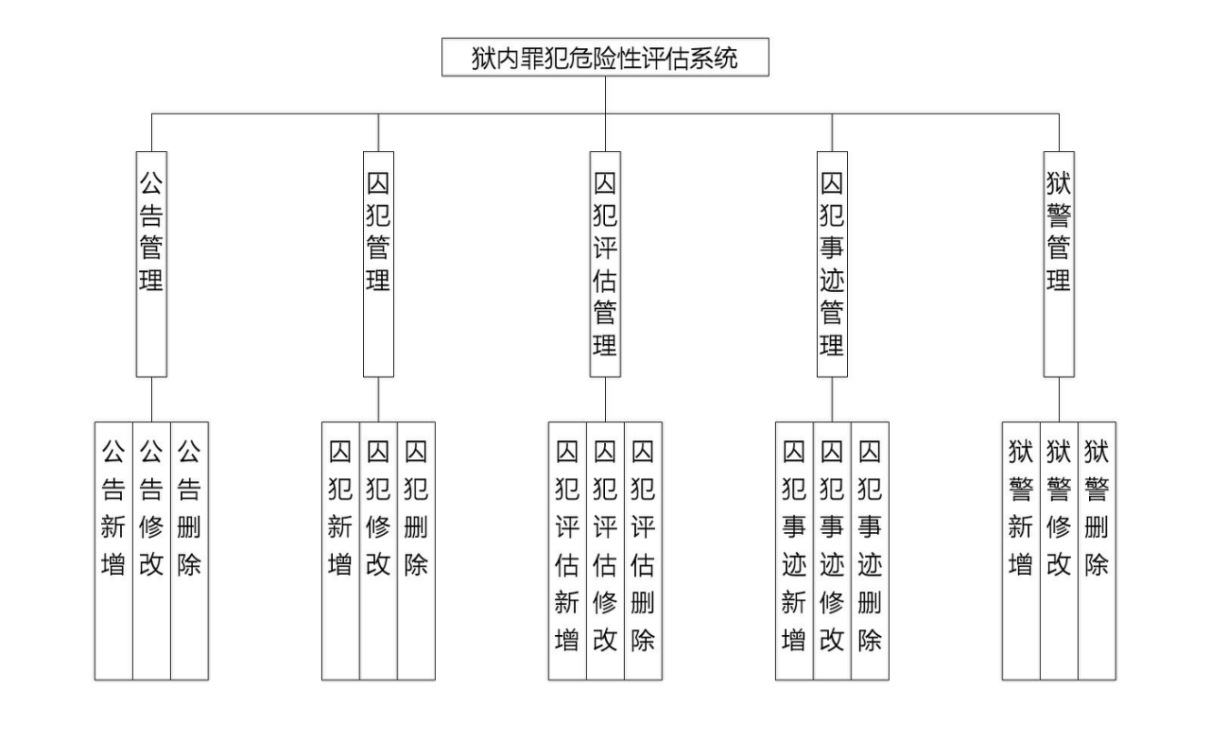 狱内罪犯危险性评估系统
公告管理
囚犯管理
囚犯评估管理
囚犯事迹管理
狱警管理
公告新增
公告修改
公告删除
囚犯新增
囚犯修改
囚犯删除
囚犯评估新增
囚犯评估修改
囚犯评估删除
囚犯事迹新增
囚犯事迹修改
囚犯事迹删除
狱警新增
狱警修改
狱警删除